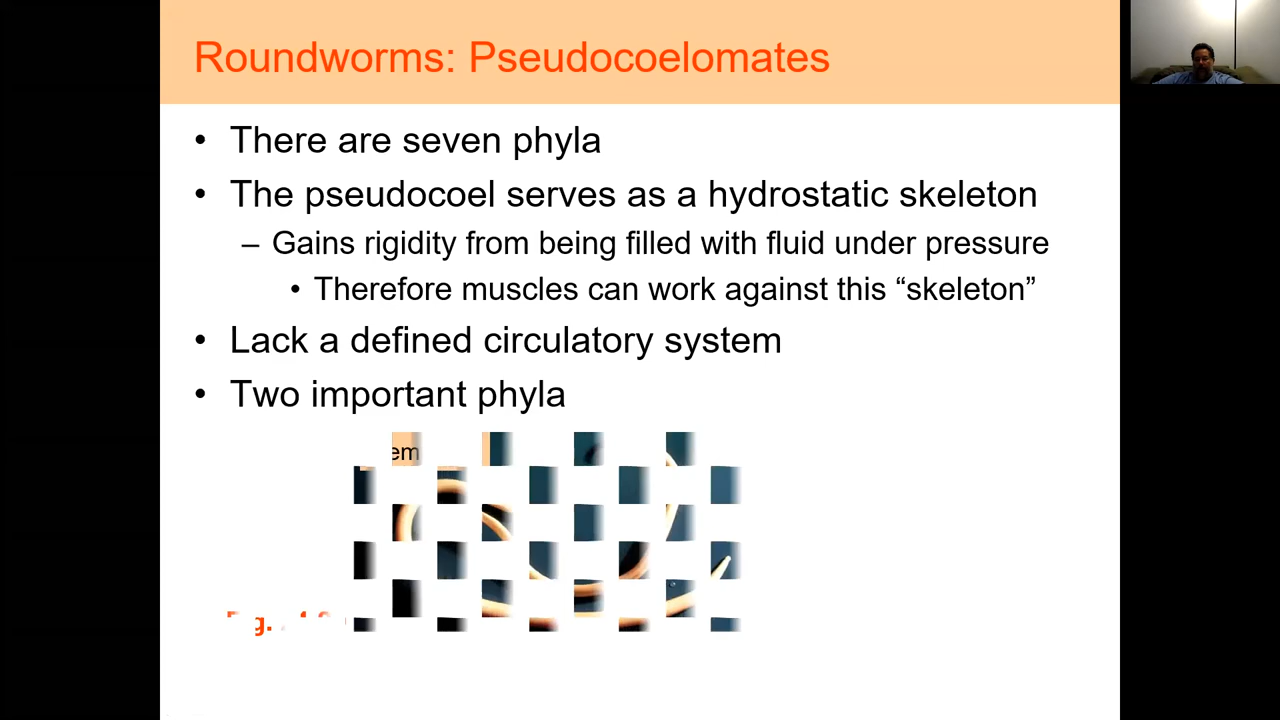 Roundworms: Pseudocoelomates
• There are seven phyla
• The pseudocoel serves as a hydrostatic skeleton
– Gains rigidity from being filled with fluid under pressure
• Therefore muscles can work against this “skeleton”
• Lack a defined circulatory system
• Two important phyla